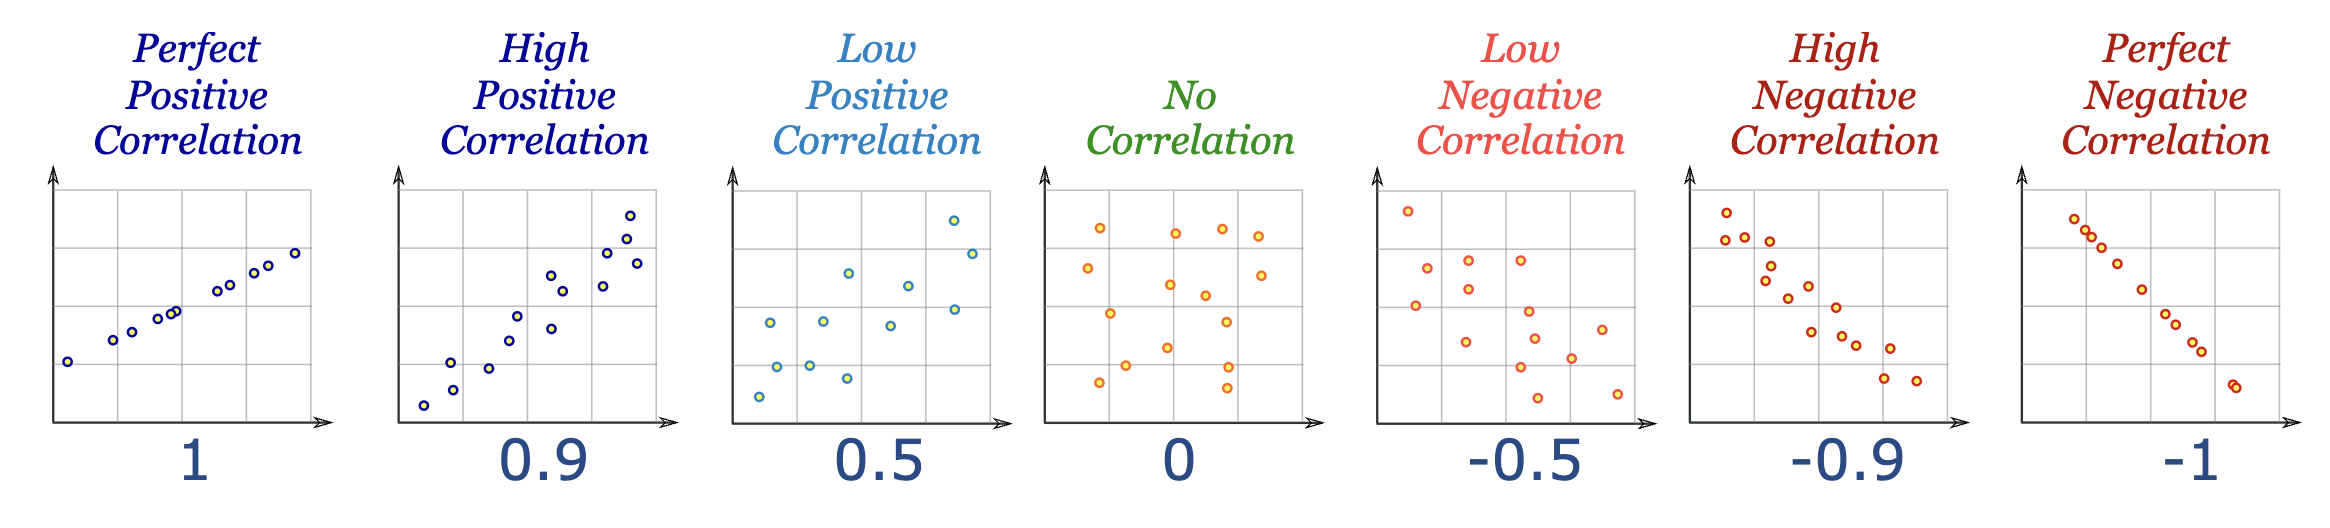 Perfect
Positive
Correlation
High
Positive
Correlation
Low
Positive
Correlation
No
Correlation
Low
Negative
Correlation
High
Negative
Correlation
Perfect
Negative
Correlation
1
0.9
0.5
0
-0.5
-0.9
-1